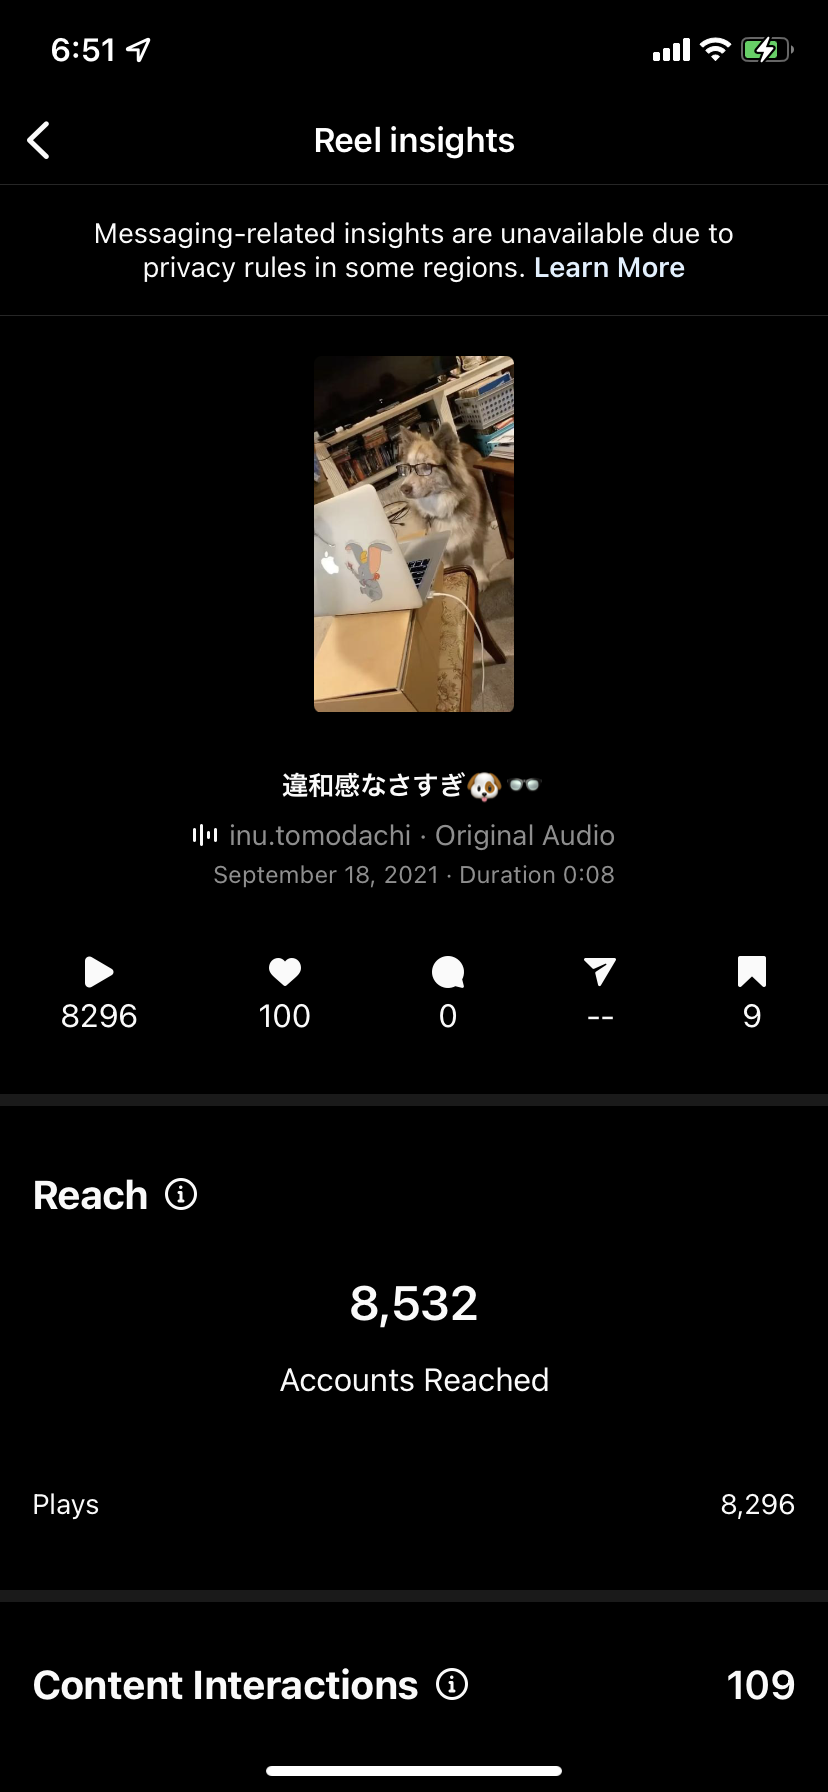 6:51
Reel insights
Messaging-related insights are unavailable due to
privacy rules in some regions. Learn More
違和感なさすぎ🐶👓
inu.tomodachi · Original Audio
September 18, 2021 · Duration 0:08
8296 100 0 -- 9
Reach
8,532
Accounts Reached
Plays 8,296
Content Interactions 109